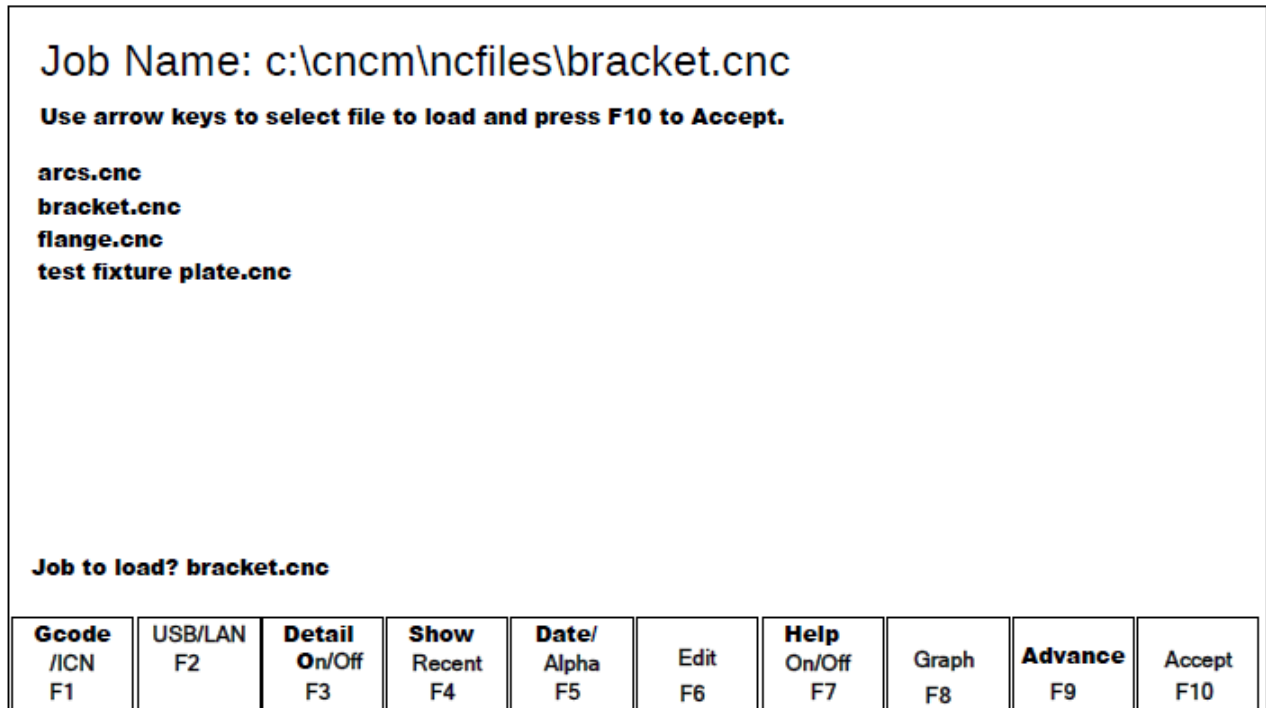 Job Name: c:\cncm\ncfiles\bracket.cnc
Use arrow keys to select file to load and press F10 to Accept.
arcs.cnc
bracket.cnc
flange.cnc
test fixture plate.cnc
Job to load? bracket.cnc
Gcode
/ICN
F1
USB/LAN
F2
Detail
On/Off
F3
Show
Recent
F4
Date/
Alpha
F5
Edit
F6
Help
On/Off
F7
Graph
F8
Advance
F9
Accept
F10